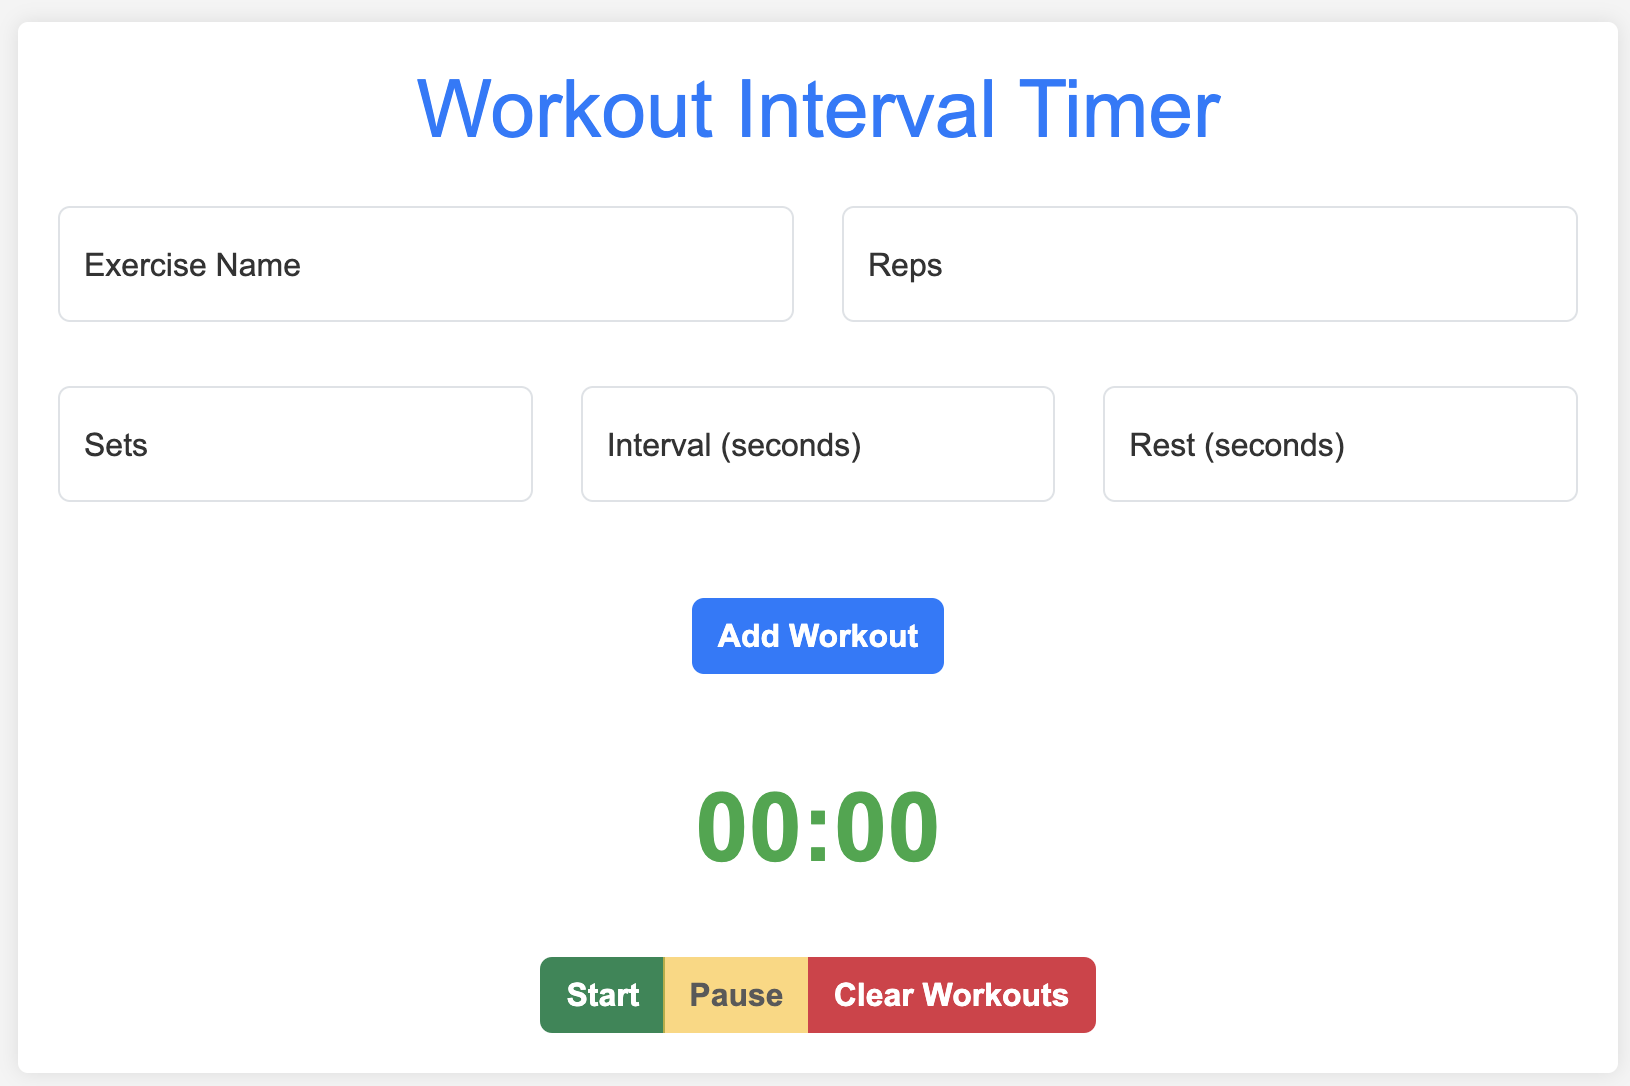 Workout Interval Timer
Exercise Name
Reps
Sets
Interval (seconds)
Rest (seconds)
Add Workout
00:00
Start
Pause
Clear Workouts